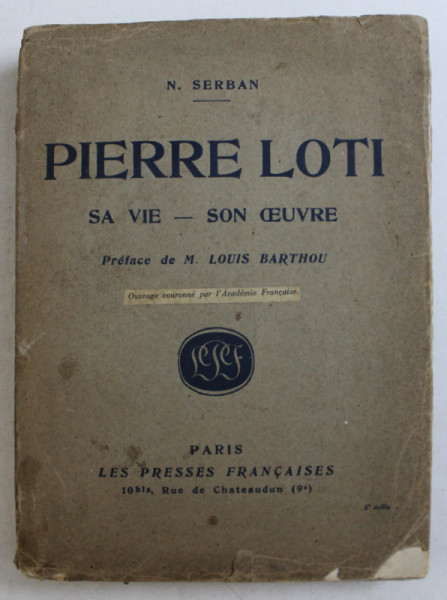 N. SERBAN
PIERRE LOTI
SA VIE — SON ŒUVRE
Préface de M. LOUIS BARTHOU
Ouvrage couronné par l'Académie Française.
LPF
PARIS
LES PRESSES FRANÇAISES
10bis, Rue de Chateaudun (9e)
mille